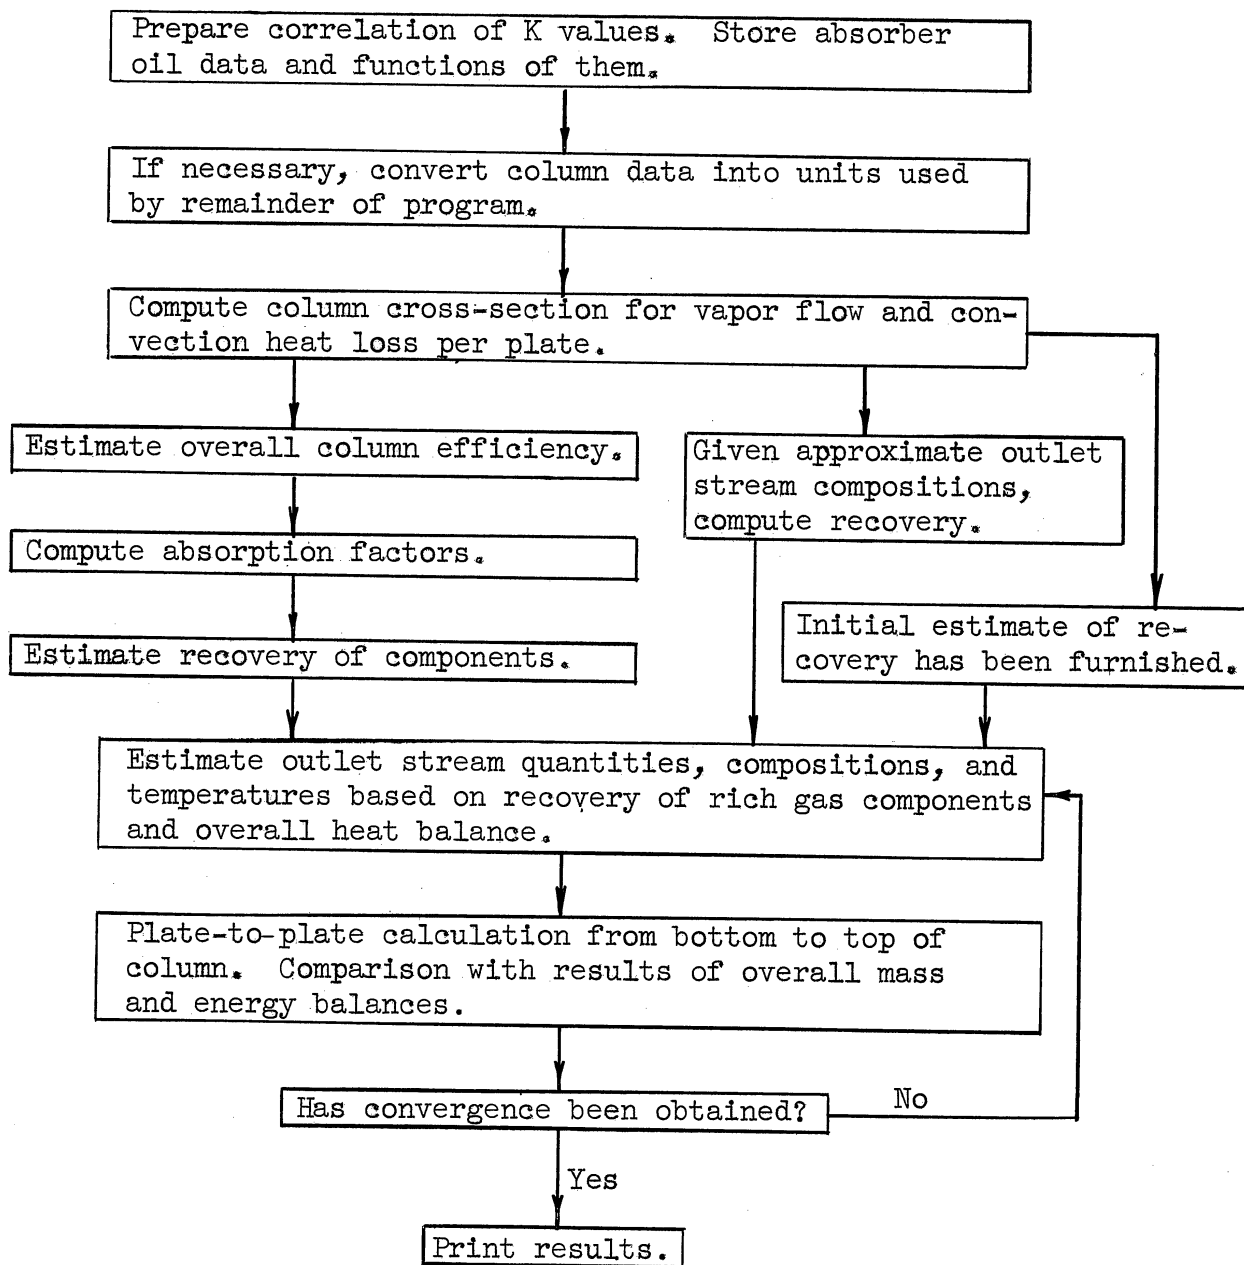 Prepare correlation of K values. Store absorber
oil data and functions of them.
If necessary, convert column data into units used
by remainder of program.
Compute column cross-section for vapor flow and con-
vection heat loss per plate.
Estimate overall column efficiency.
Compute absorption factors.
Estimate recovery of components.
Given approximate outlet
stream compositions,
compute recovery.
Initial estimate of re-
covery has been furnished.
Estimate outlet stream quantities, compositions, and
temperatures based on recovery of rich gas components
and overall heat balance.
Plate-to-plate calculation from bottom to top of
column. Comparison with results of overall mass
and energy balances.
Has convergence been obtained?
No
Yes
Print results.